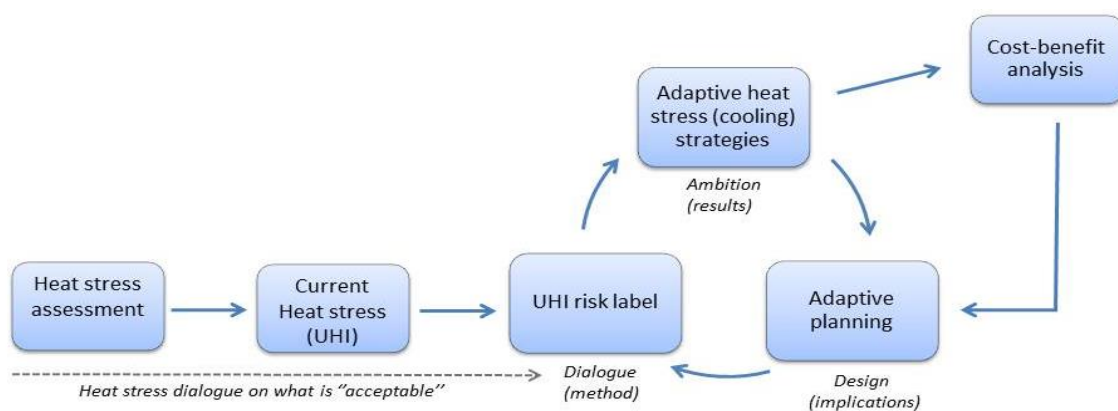 Cost-benefit
analysis
Adaptive heat
stress (cooling)
strategies
Ambition
(results)
Heat stress
assessment
Current
Heat stress
(UHI)
UHI risk label
Adaptive
planning
Heat stress dialogue on what is “acceptable”
Dialogue
(method)
Design
(implications)